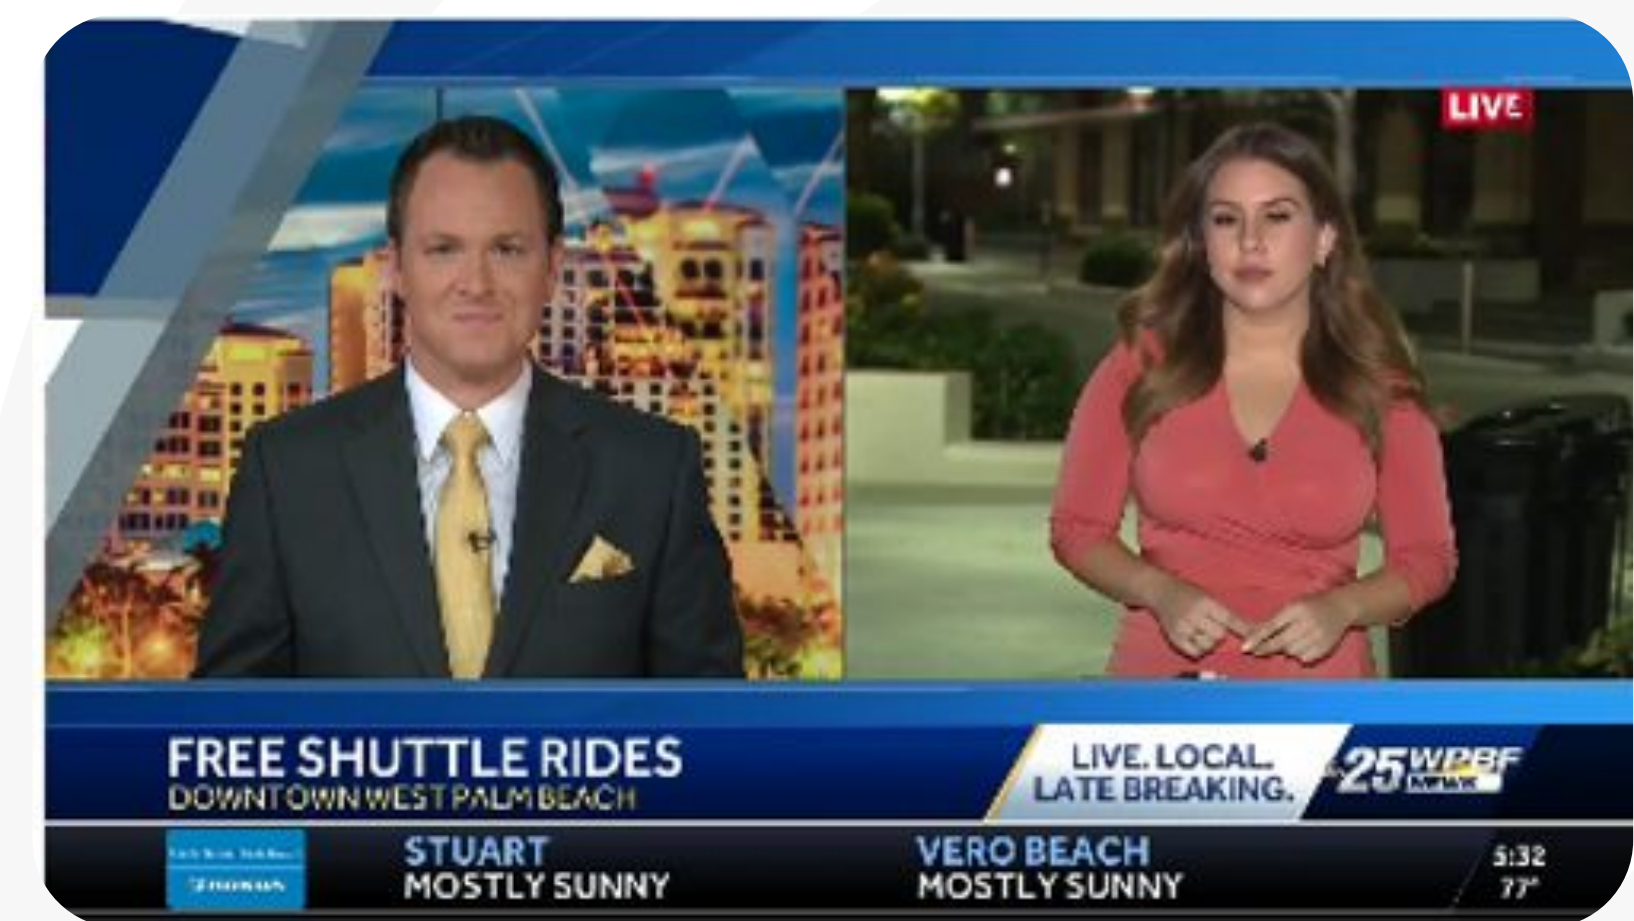 LIVE
FREE SHUTTLE RIDES
DOWNTOWN WEST PALM BEACH
LIVE. LOCAL.
LATE BREAKING.
25 WPBF
NEWS
STUART
MOSTLY SUNNY
VERO BEACH
MOSTLY SUNNY
5:32
77°